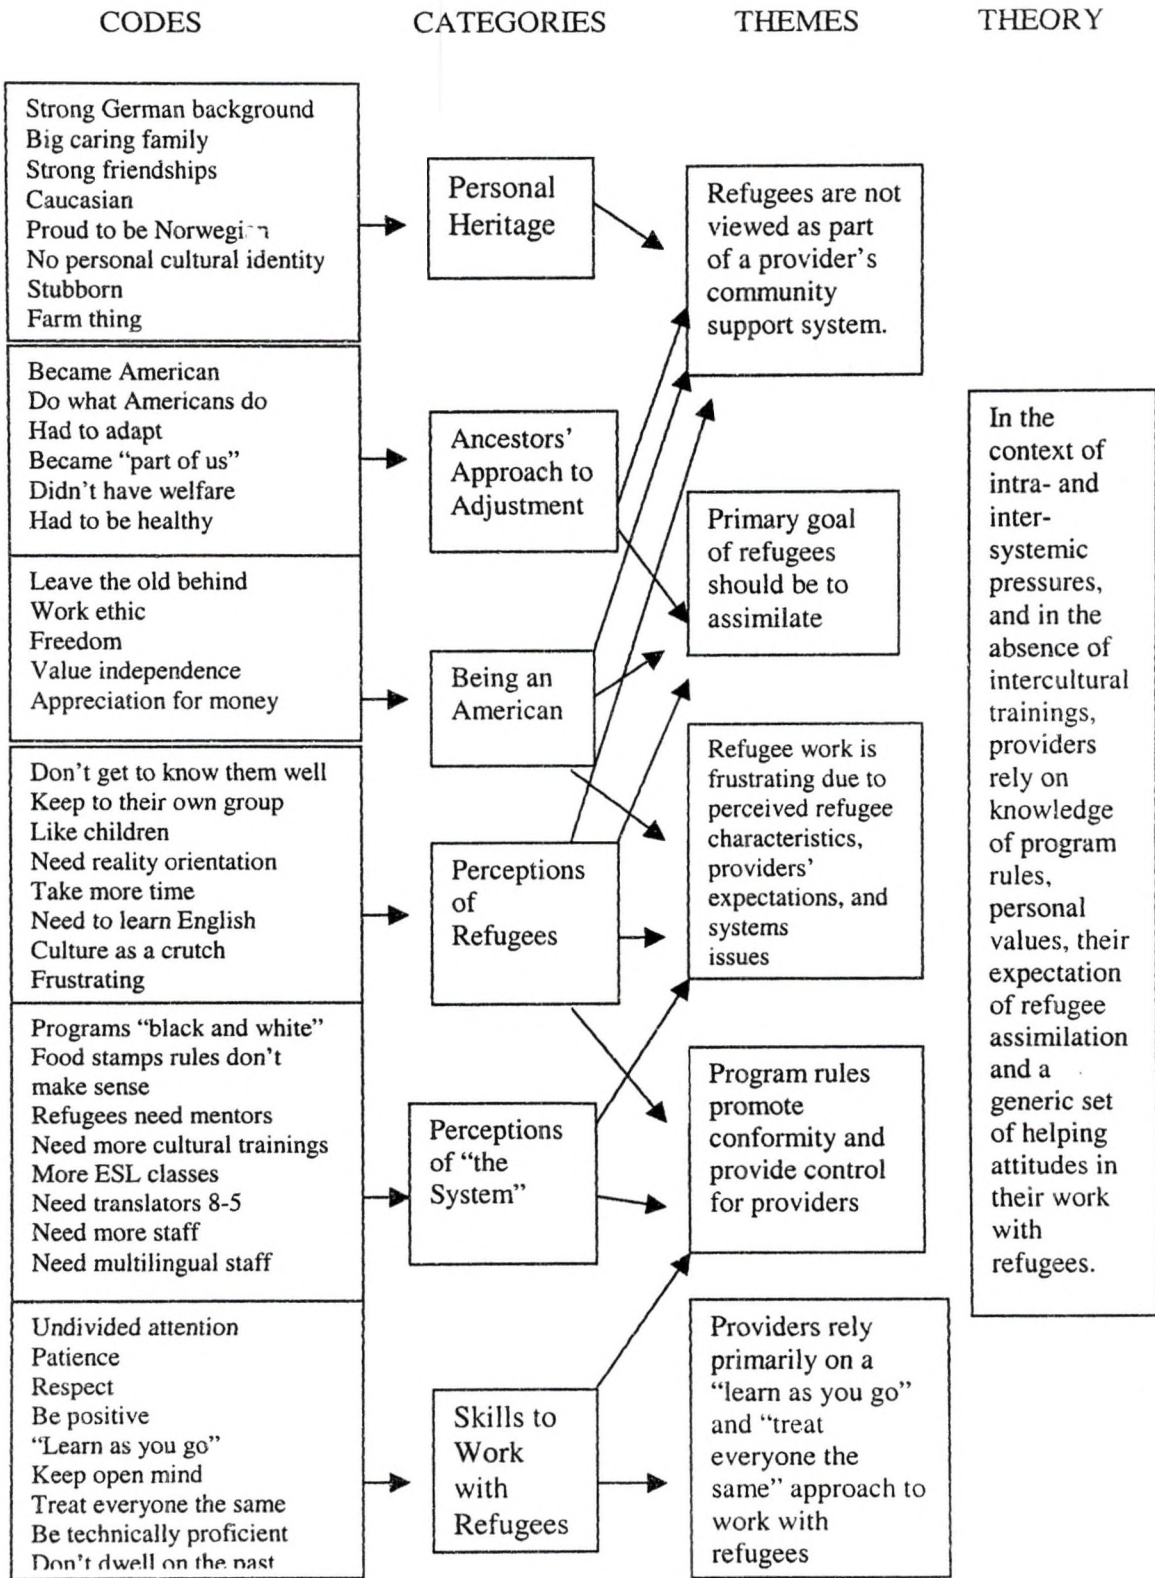 CODES
CATEGORIES
THEMES
THEORY
Strong German background
Big caring family
Strong friendships
Caucasian
Proud to be Norwegian
No personal cultural identity
Stubborn
Farm thing
Became American
Do what Americans do
Had to adapt
Became “part of us”
Didn’t have welfare
Had to be healthy
Leave the old behind
Work ethic
Freedom
Value independence
Appreciation for money
Don’t get to know them well
Keep to their own group
Like children
Need reality orientation
Take more time
Need to learn English
Culture as a crutch
Frustrating
Programs “black and white”
Food stamps rules don’t
make sense
Refugees need mentors
Need more cultural trainings
More ESL classes
Need translators 8-5
Need more staff
Need multilingual staff
Undivided attention
Patience
Respect
Be positive
“Learn as you go”
Keep open mind
Treat everyone the same
Be technically proficient
Don’t dwell on the past
Personal
Heritage
Ancestors’
Approach to
Adjustment
Being an
American
Perceptions
of
Refugees
Perceptions
of “the
System”
Skills to
Work
with
Refugees
Refugees are not
viewed as part
of a provider’s
community
support system.
Primary goal
of refugees
should be to
assimilate
Refugee work is
frustrating due to
perceived refugee
characteristics,
providers’
expectations, and
systems
issues
Program rules
promote
conformity and
provide control
for providers
Providers rely
primarily on a
“learn as you go”
and “treat
everyone the
same” approach to
work with
refugees
In the
context of
intra- and
inter-
systemic
pressures,
and in the
absence of
intercultural
trainings,
providers
rely on
knowledge
of program
rules,
personal
values, their
expectation
of refugee
assimilation
and a
generic set
of helping
attitudes in
their work
with
refugees.